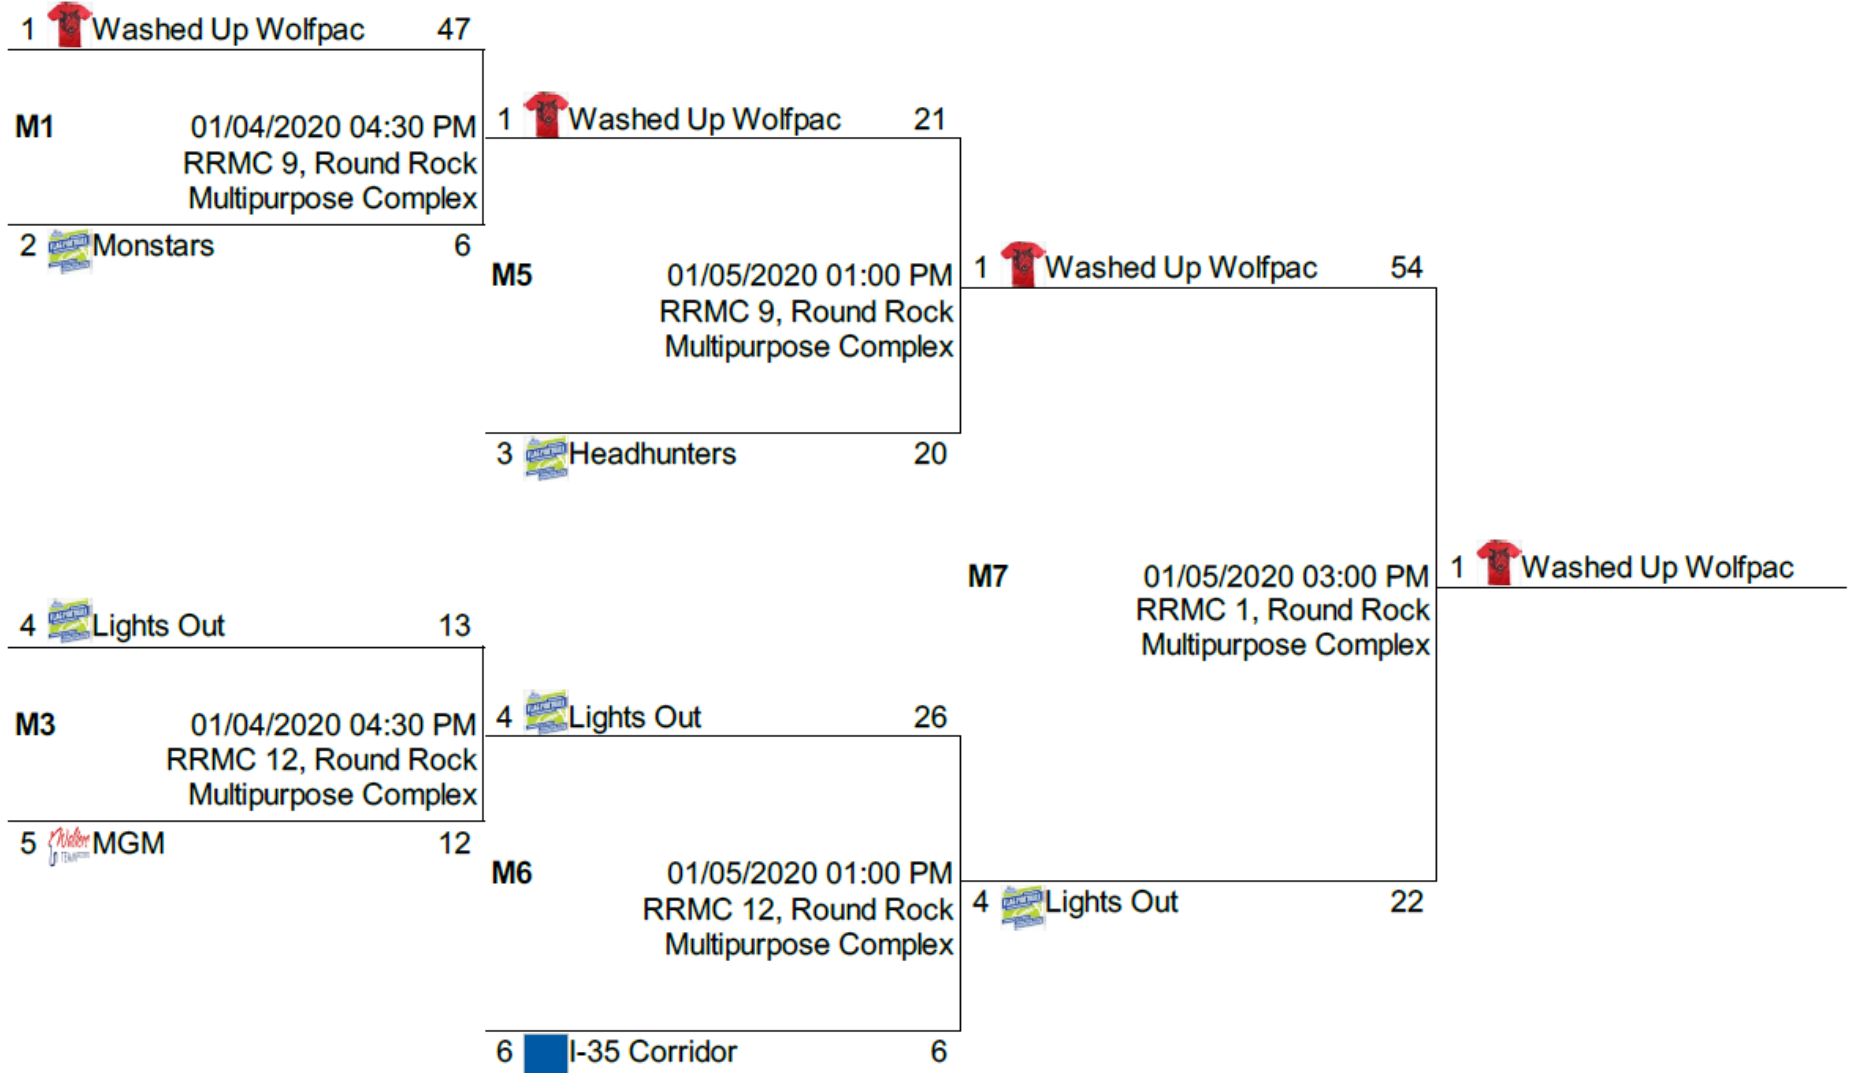 1 Washed Up Wolfpac 47
M1 01/04/2020 04:30 PM
RRMC 9, Round Rock
Multipurpose Complex
2 Monstars 6
1 Washed Up Wolfpac 21
M5 01/05/2020 01:00 PM
RRMC 9, Round Rock
Multipurpose Complex
3 Headhunters 20
4 Lights Out 13
M3 01/04/2020 04:30 PM
RRMC 12, Round Rock
Multipurpose Complex
5 MGM 12
4 Lights Out 26
M6 01/05/2020 01:00 PM
RRMC 12, Round Rock
Multipurpose Complex
6 I-35 Corridor 6
1 Washed Up Wolfpac 54
M7 01/05/2020 03:00 PM
RRMC 1, Round Rock
Multipurpose Complex
4 Lights Out 22
1 Washed Up Wolfpac